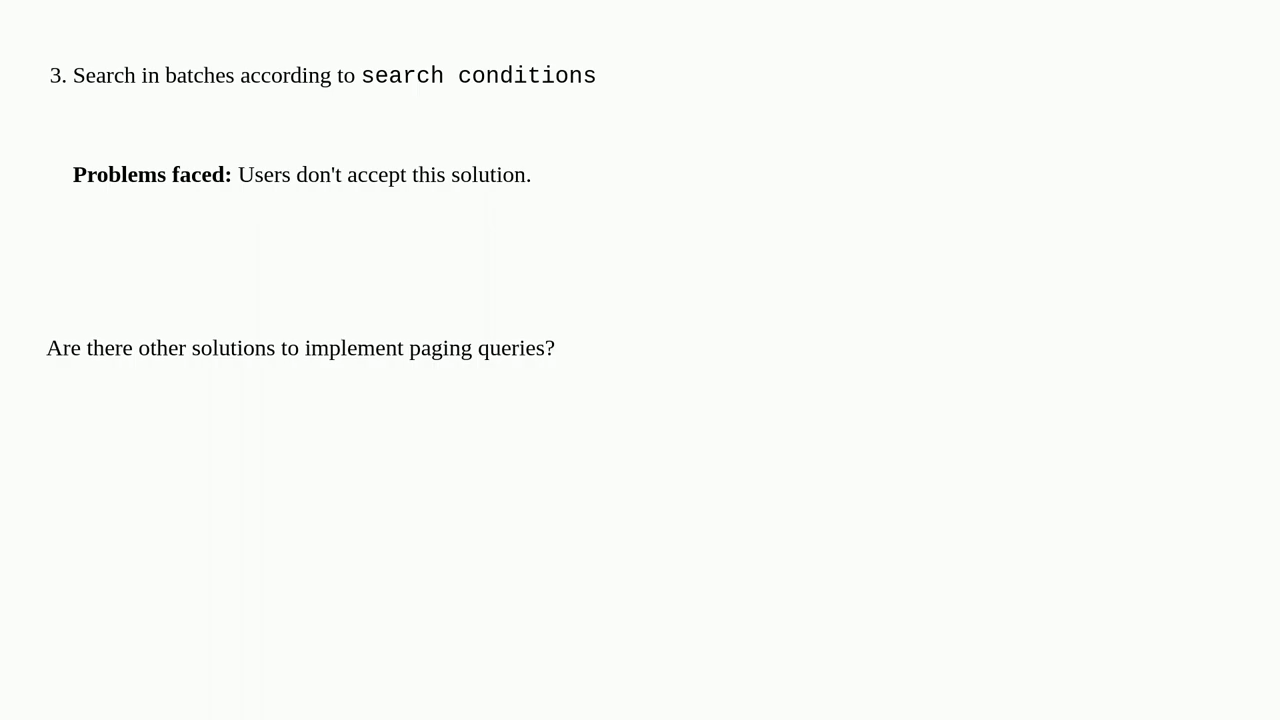 3. Search in batches according to search conditions
Problems faced: Users don't accept this solution.
Are there other solutions to implement paging queries?